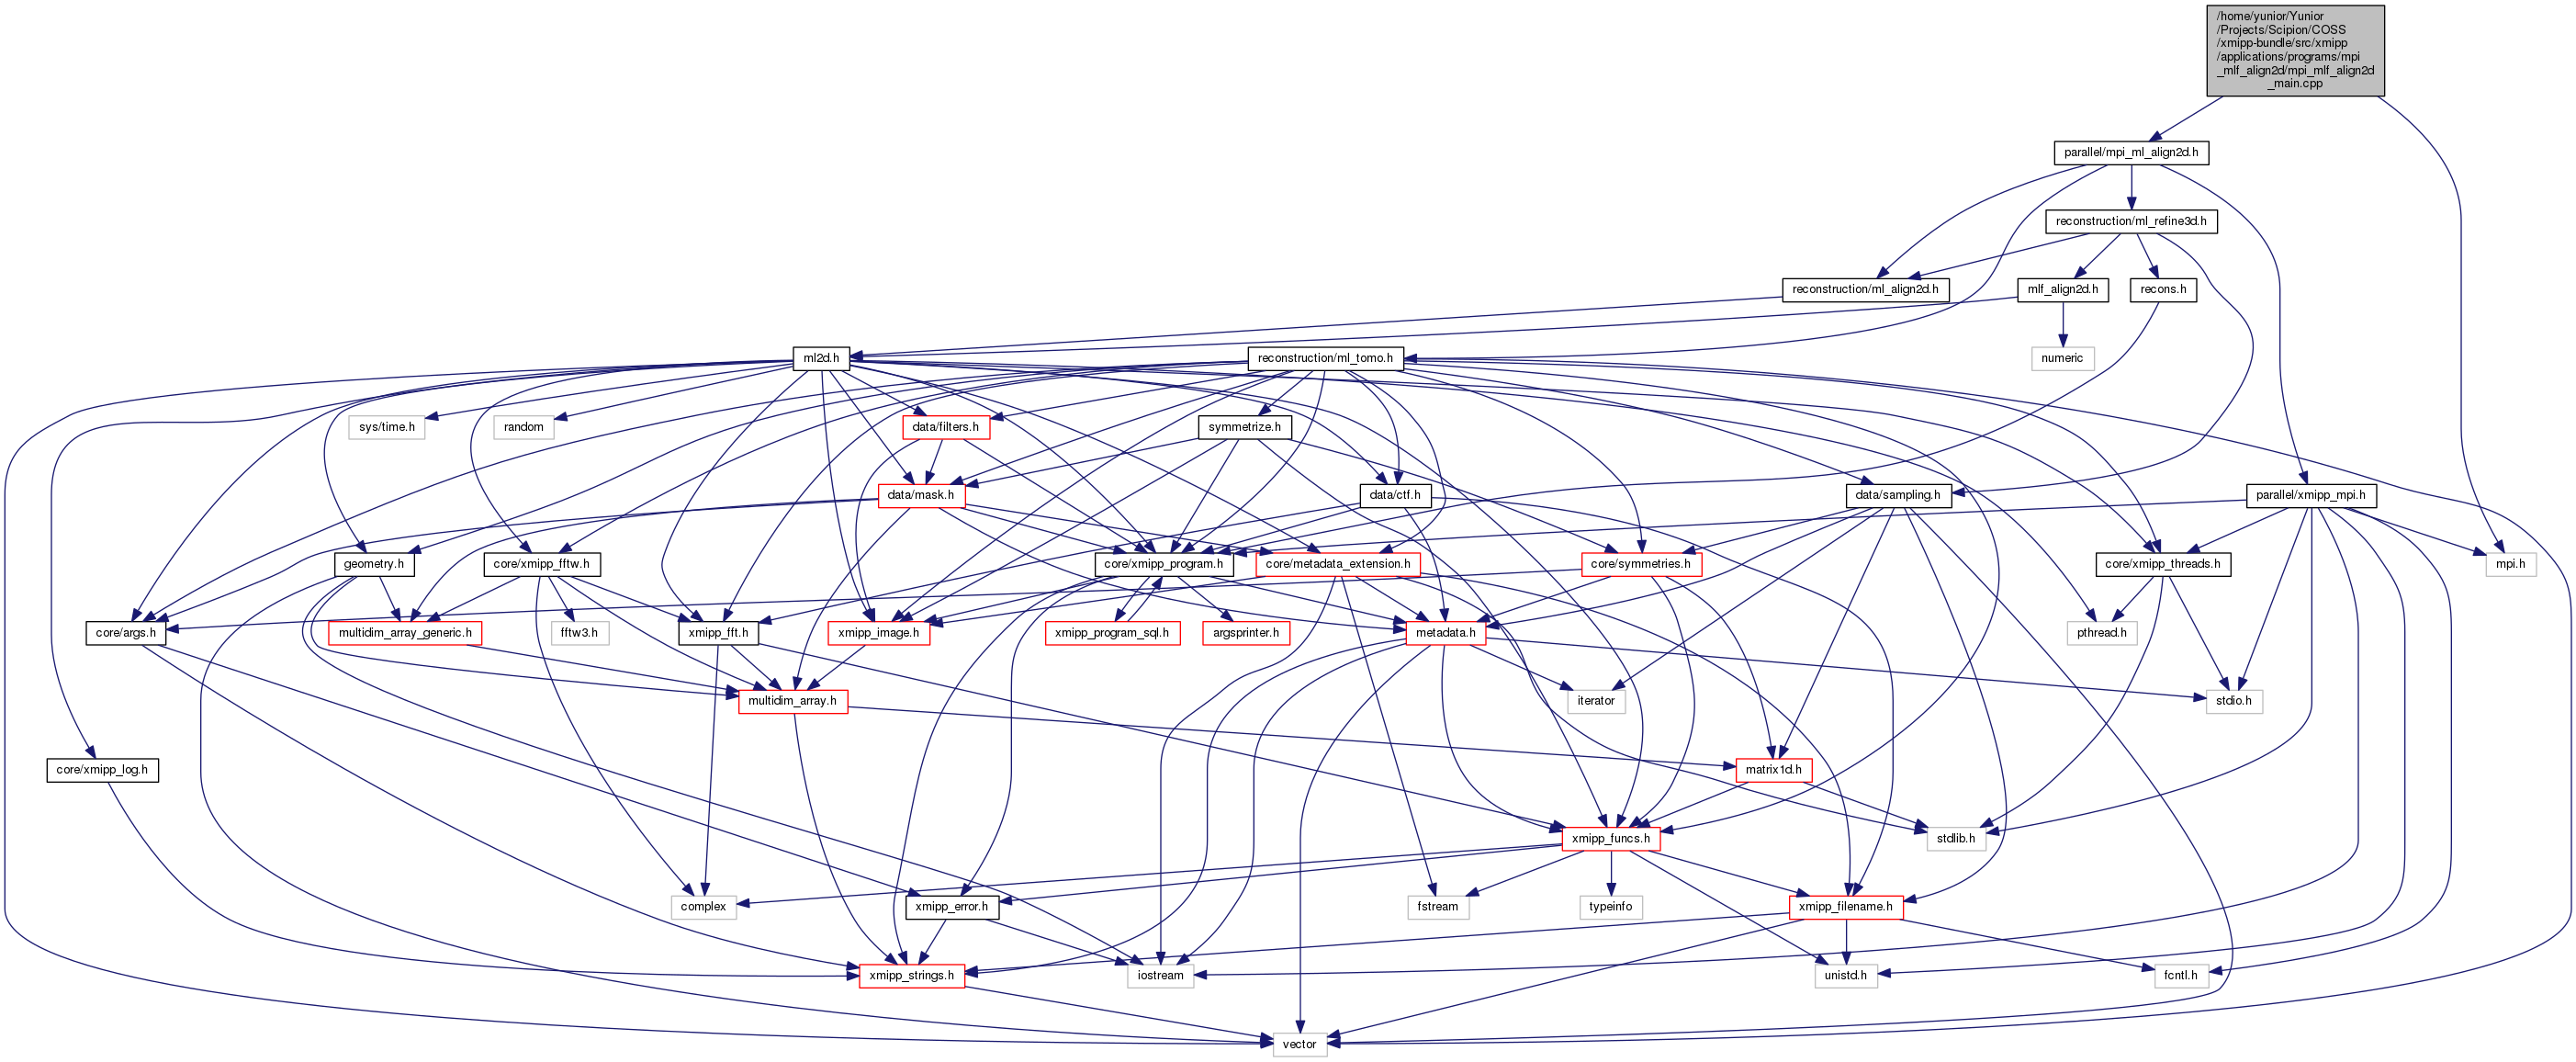 /home/yunior/Yunior
/Projects/Scipion/COSS
/xmipp-bundle/src/xmipp
/applications/programs/mpi
_mlf_align2d/mpi_mlf_align2d
_main.cpp
parallel/mpi_ml_align2d.h
reconstruction/ml_refine3d.h
reconstruction/ml_align2d.h
mlf_align2d.h
recons.h
ml2d.h
reconstruction/ml_tomo.h
numeric
sys/time.h
random
data/filters.h
symmetrize.h
data/mask.h
data/ctf.h
data/sampling.h
parallel/xmipp_mpi.h
geometry.h
core/xmipp_fftw.h
core/xmipp_program.h
core/metadata_extension.h
core/symmetries.h
core/xmipp_threads.h
mpi.h
core/args.h
multidim_array_generic.h
fftw3.h
xmipp_fft.h
xmipp_image.h
xmipp_program_sql.h
argsprinter.h
metadata.h
pthread.h
multidim_array.h
iterator
stdio.h
core/xmipp_log.h
matrix1d.h
xmipp_funcs.h
stdlib.h
complex
xmipp_error.h
fstream
typeinfo
xmipp_filename.h
xmipp_strings.h
iostream
unistd.h
fcntl.h
vector